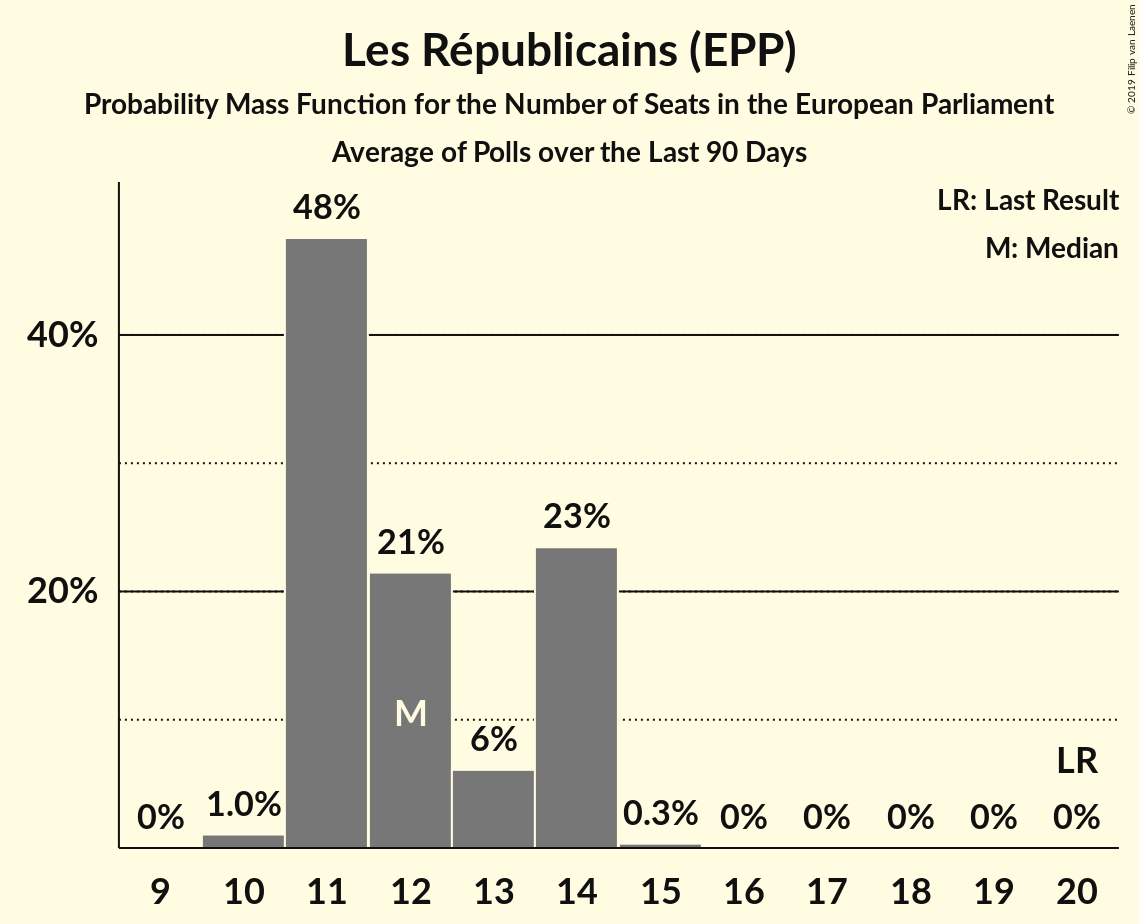 Les Républicains (EPP)
Probability Mass Function for the Number of Seats in the European Parliament
Average of Polls over the Last 90 Days
© 2019 Filip van Laenen
LR: Last Result
M: Median
48%
40%
23%
21%
20%
M
6%
LR
0% 1.0% 0.3% 0% 0% 0% 0% 0%
9 10 11 12 13 14 15 16 17 18 19 20